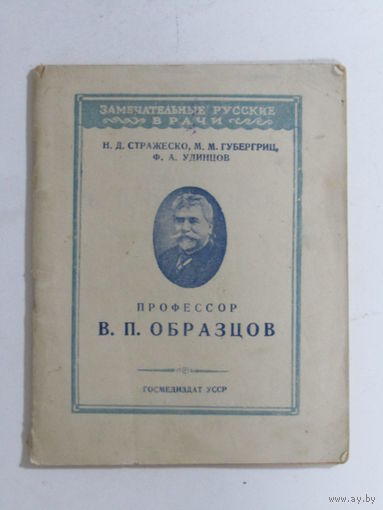 ЗАМЕЧАТЕЛЬНЫЕ РУССКИЕ
ВРАЧИ
Н. Д. СТРАЖЕСКО, М. М. ГУБЕРГРИЦ,
Ф. А. УДИНЦОВ
ПРОФЕССОР
В. П. ОБРАЗЦОВ
ГОСМЕДИЗДАТ УССР
www.ay.by